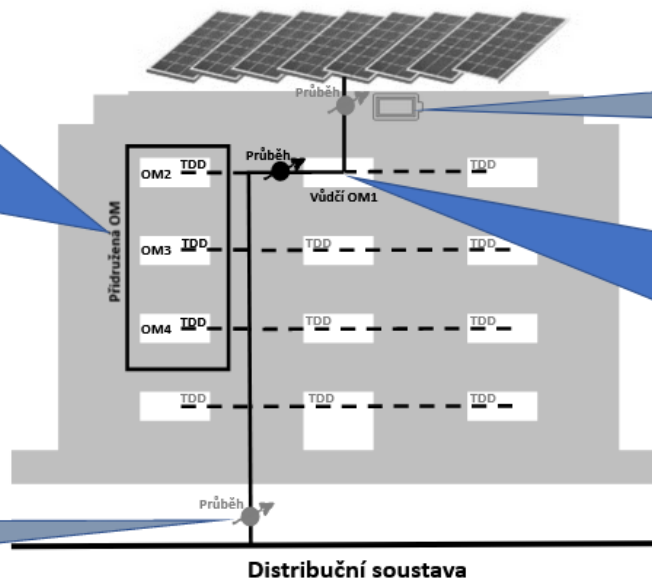 Průběh
Průběh
TDD
TDD
OM2
Vůdčí OM1
Přidružená OM
TDD
TDD
TDD
OM3
TDD
TDD
TDD
OM4
TDD
TDD
TDD
Průběh
Distribuční soustava